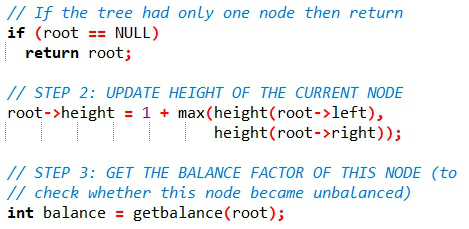 // If the tree had only one node then return
if (root == NULL)
  return root;
// STEP 2: UPDATE HEIGHT OF THE CURRENT NODE
root->height = 1 + max(height(root->left),
                       height(root->right));
// STEP 3: GET THE BALANCE FACTOR OF THIS NODE (to
// check whether this node became unbalanced)
int balance = getbalance(root);